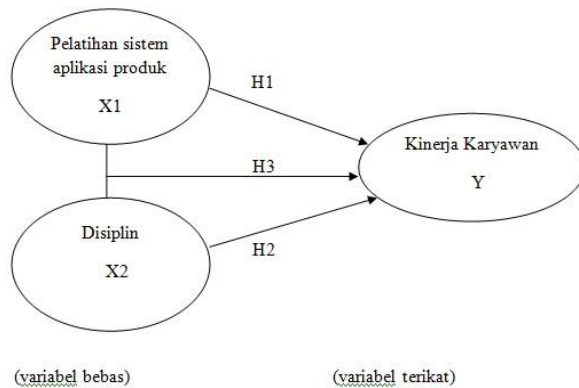 Pelatihan sistem
aplikasi produk
X1
H1
Kinerja Karyawan
Y
H3
Disiplin
X2
H2
(variabel bebas)
(variabel terikat)